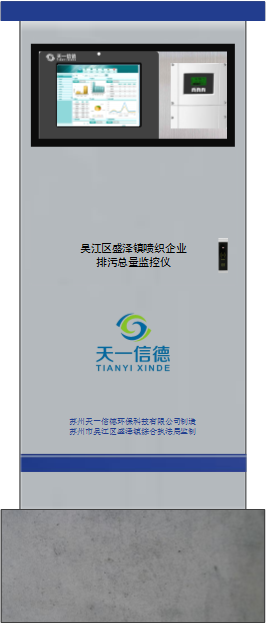 天一信德
吴江区盛泽镇喷织企业
排污总量监控仪
天一信德
TIANYI XINDE
苏州天一信德环保科技有限公司制造
苏州市吴江区盛泽镇综合执法局监制